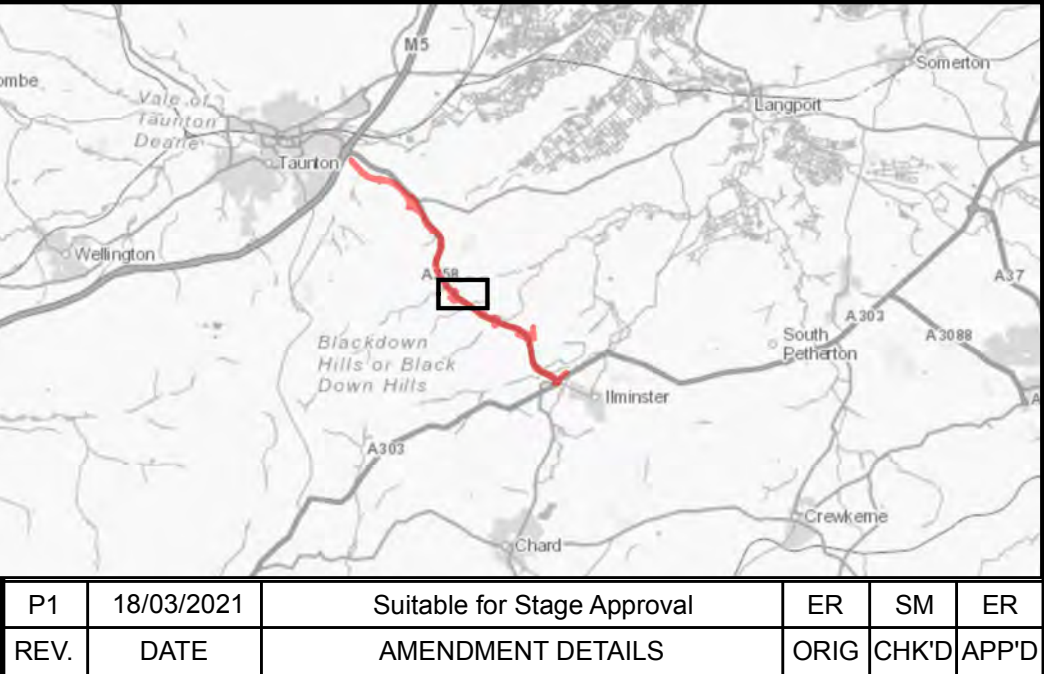 M5
Somerton
ombe
Vale of
Taunton
Deane
Langport
Taunton
Wellington
A358
A37
A303
South
Petherton
A3088
Blackdown
Hills or Black
Down Hills
Ilminster
A
A303
Crewkerne
Chard
P1 18/03/2021 Suitable for Stage Approval ER SM ER
REV. DATE AMENDMENT DETAILS ORIG CHK'D APP'D